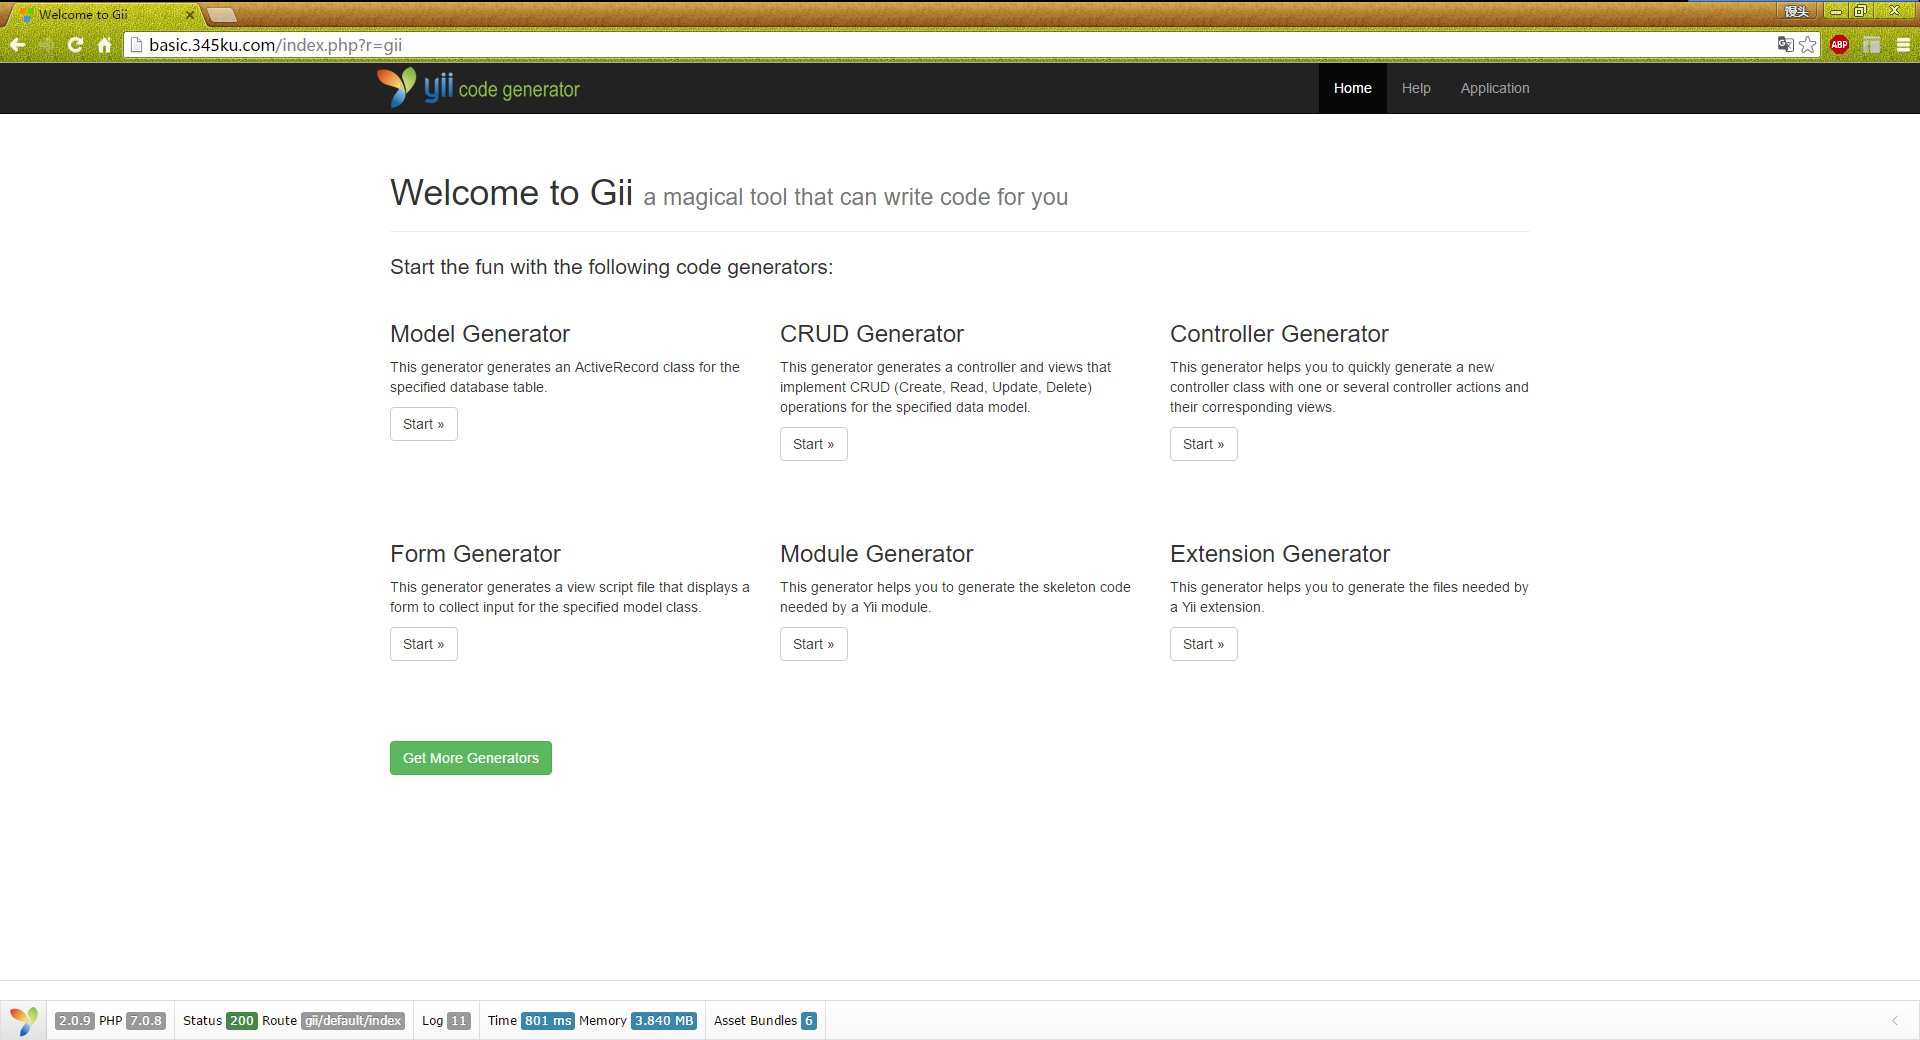 Welcome to Gii
馒头
basic.345ku.com/index.php?r=gii
ABP
yii code generator
Home Help Application
Welcome to Gii a magical tool that can write code for you
Start the fun with the following code generators:
Model Generator
This generator generates an ActiveRecord class for the
specified database table.
Start »
CRUD Generator
This generator generates a controller and views that
implement CRUD (Create, Read, Update, Delete)
operations for the specified data model.
Start »
Controller Generator
This generator helps you to quickly generate a new
controller class with one or several controller actions and
their corresponding views.
Start »
Form Generator
This generator generates a view script file that displays a
form to collect input for the specified model class.
Start »
Module Generator
This generator helps you to generate the skeleton code
needed by a Yii module.
Start »
Extension Generator
This generator helps you to generate the files needed by
a Yii extension.
Start »
Get More Generators
2.0.9 PHP 7.0.8 Status 200 Route gii/default/index Log 11 Time 801 ms Memory 3.840 MB Asset Bundles 6